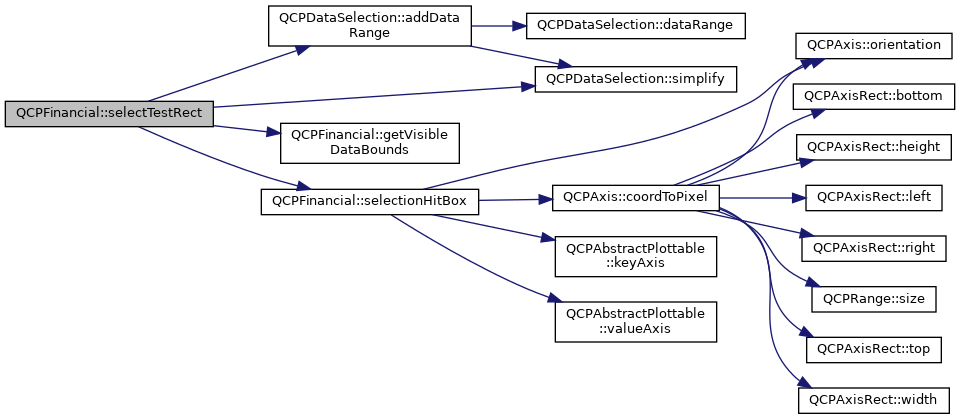 QCPFinancial::selectTestRect
QCPDataSelection::addData
Range
QCPDataSelection::dataRange
QCPDataSelection::simplify
QCPFinancial::getVisible
DataBounds
QCPFinancial::selectionHitBox
QCPAxis::coordToPixel
QCPAbstractPlottable
::keyAxis
QCPAbstractPlottable
::valueAxis
QCPAxis::orientation
QCPAxisRect::bottom
QCPAxisRect::height
QCPAxisRect::left
QCPAxisRect::right
QCPRange::size
QCPAxisRect::top
QCPAxisRect::width